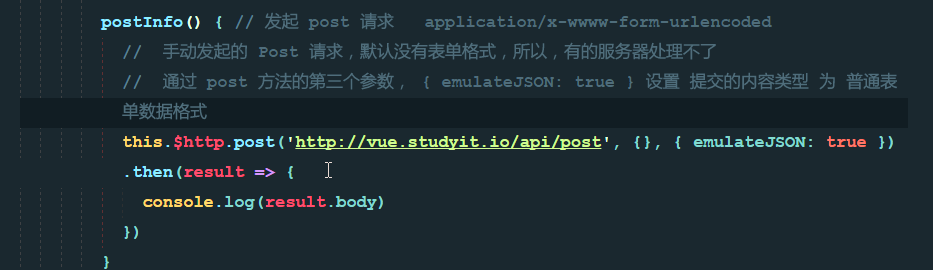 postInfo() { // 发起 post 请求   application/x-wwww-form-urlencoded
//  手动发起的 Post 请求，默认没有表单格式，所以，有的服务器处理不了
//  通过 post 方法的第三个参数， { emulateJSON: true } 设置 提交的内容类型 为 普通表
单数据格式
this.$http.post('http://vue.studyit.io/api/post', {}, { emulateJSON: true })
.then(result => {
console.log(result.body)
})
}